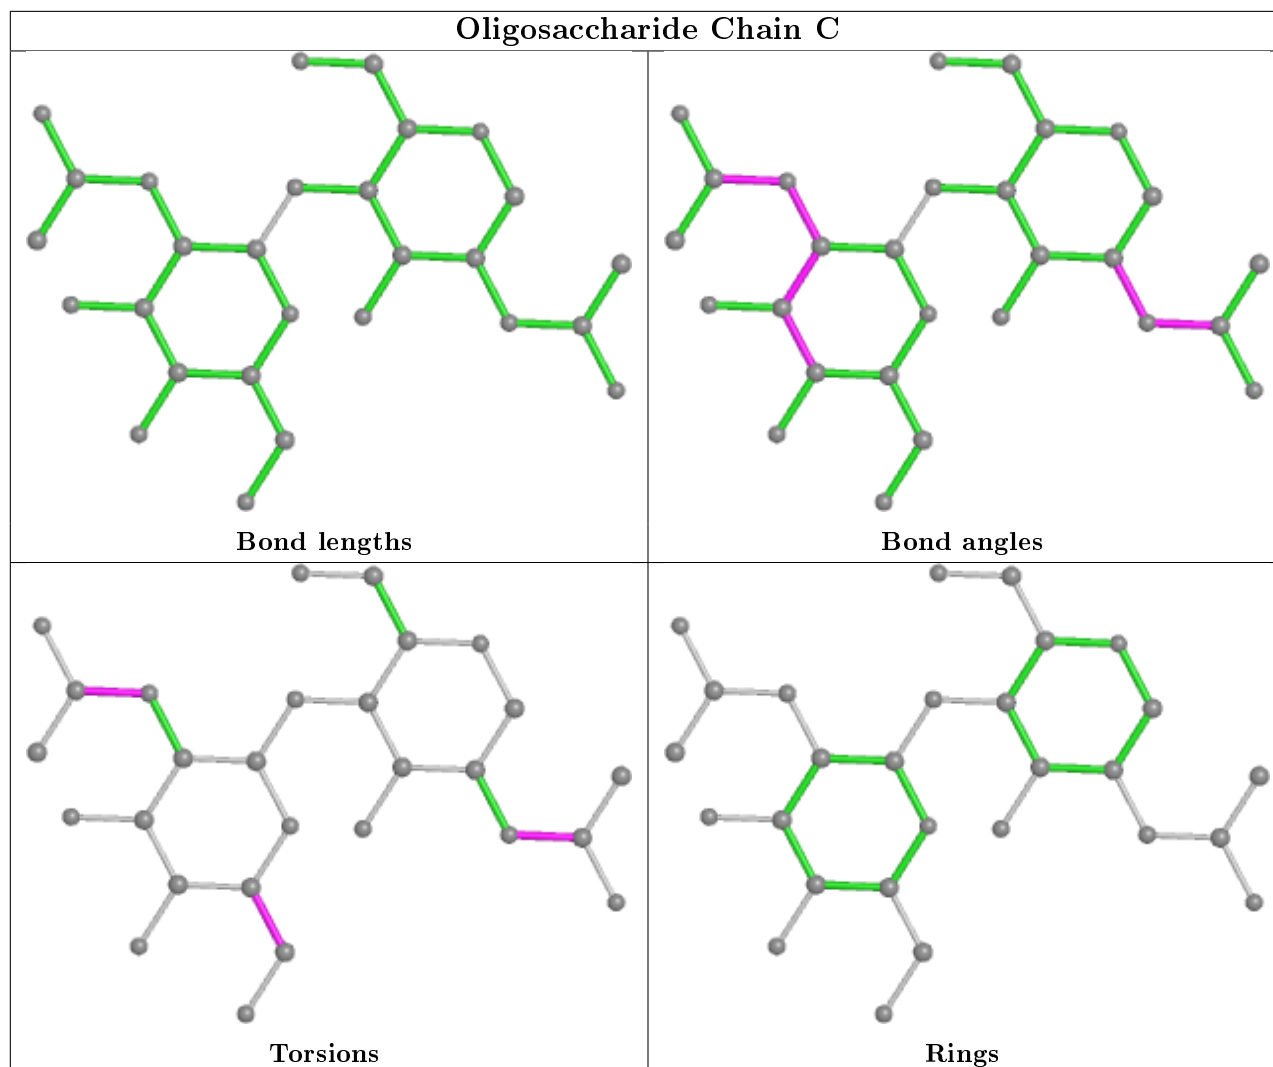 Oligosaccharide Chain C
Bond lengths
Bond angles
Torsions
Rings